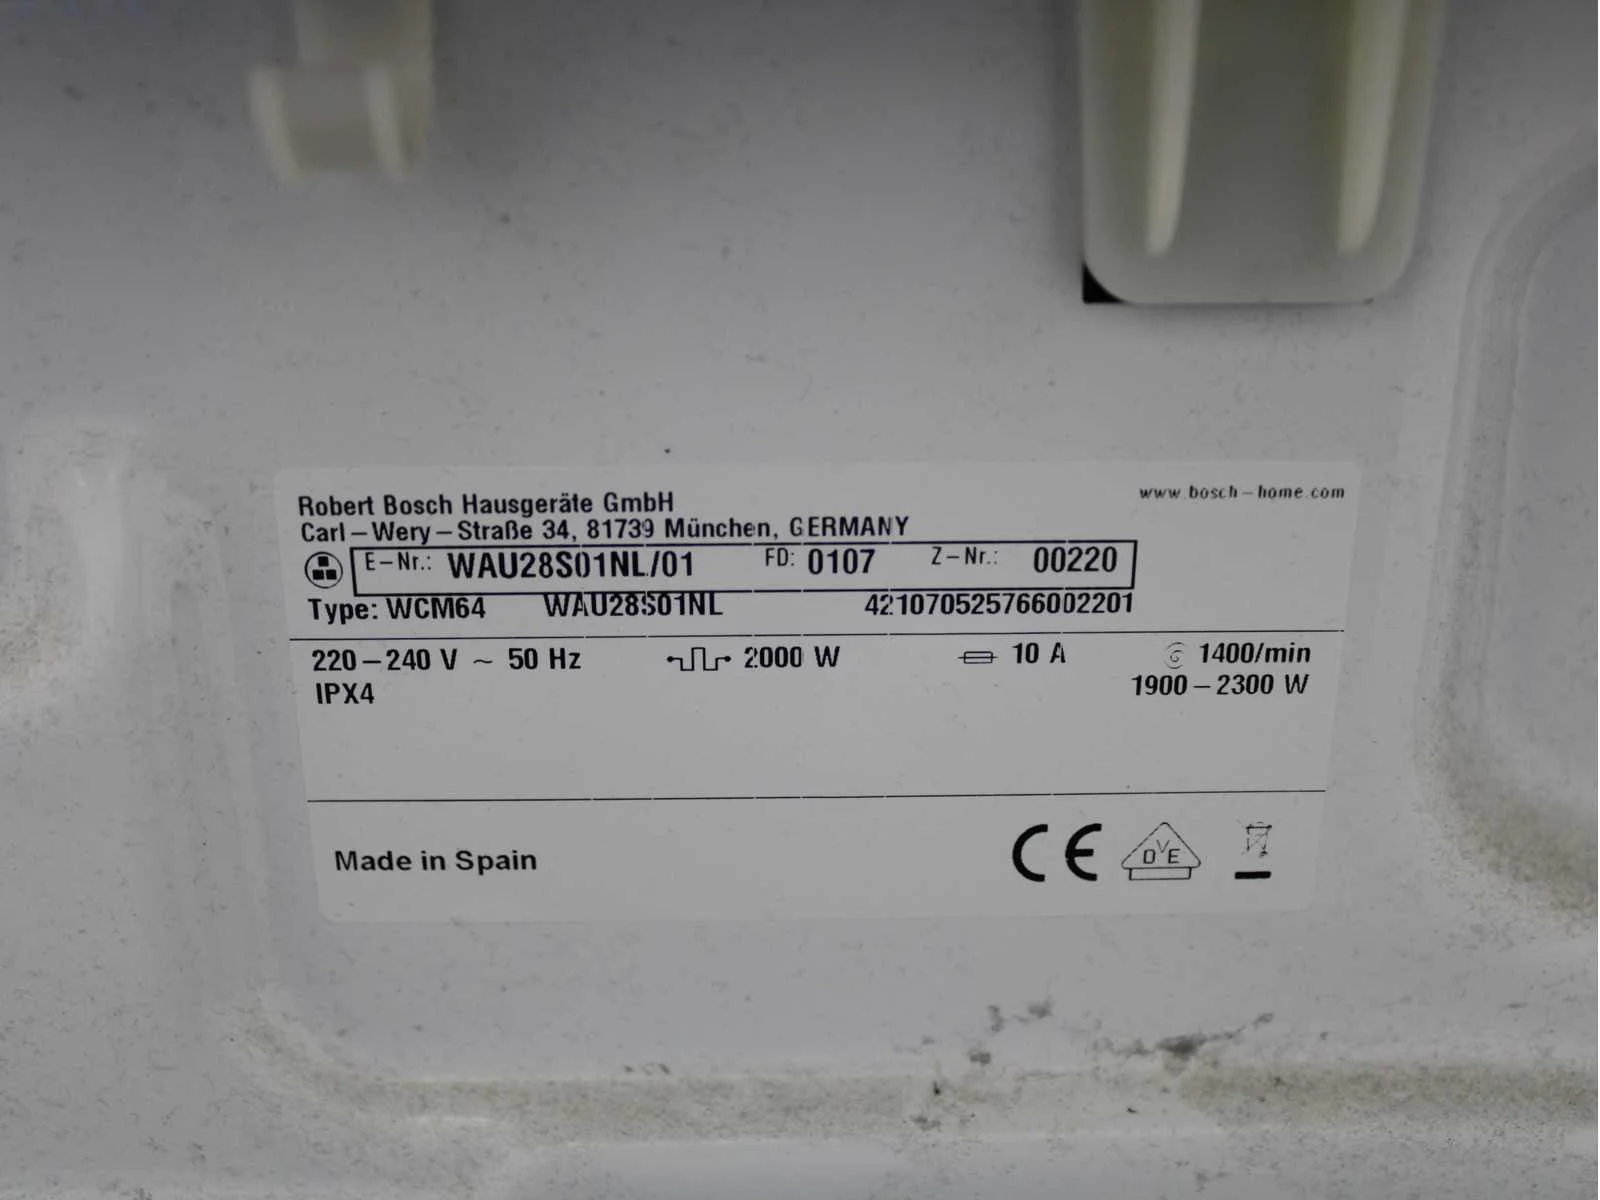 Robert Bosch Hausgeräte GmbH
www.bosch-home.com
Carl-Wery-Straße 34, 81739 München, GERMANY
E-Nr.: WAU28S01NL/01 FD: 0107 Z-Nr.: 00220
Type: WCM64 WAU28S01NL 421070525766002201
220-240 V ~ 50 Hz 2000 W 10 A 1400/min
IPX4 1900-2300 W
Made in Spain CE DVE